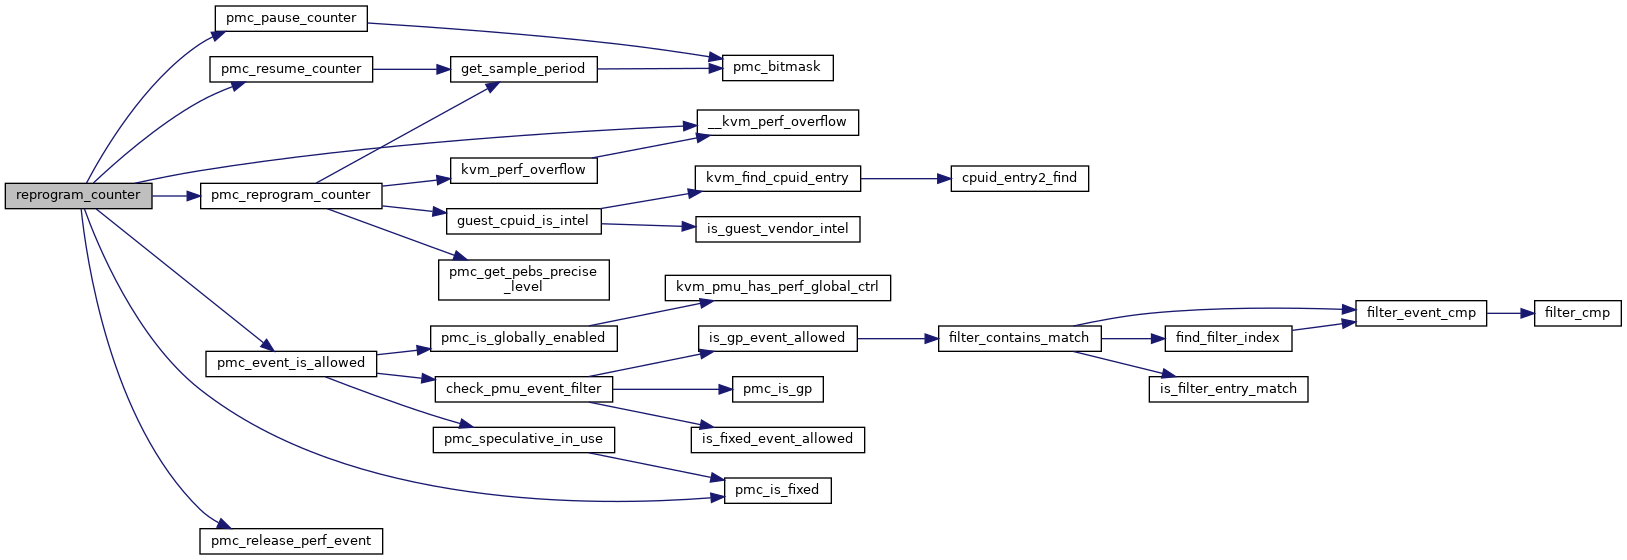 pmc_pause_counter
pmc_resume_counter
get_sample_period
pmc_bitmask
__kvm_perf_overflow
kvm_perf_overflow
kvm_find_cpuid_entry
cpuid_entry2_find
reprogram_counter
pmc_reprogram_counter
guest_cpuid_is_intel
is_guest_vendor_intel
pmc_get_pebs_precise
_level
kvm_pmu_has_perf_global_ctrl
filter_event_cmp
filter_cmp
pmc_is_globally_enabled
is_gp_event_allowed
filter_contains_match
find_filter_index
pmc_event_is_allowed
check_pmu_event_filter
pmc_is_gp
is_filter_entry_match
pmc_speculative_in_use
is_fixed_event_allowed
pmc_is_fixed
pmc_release_perf_event